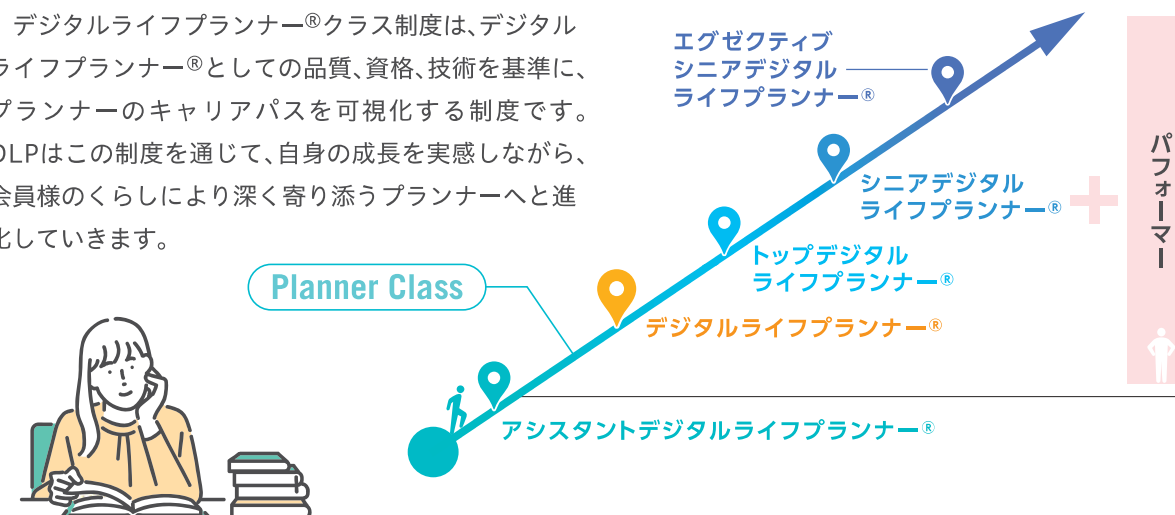 デジタルライフプランナー®クラス制度は、デジタル
ライフプランナー®としての品質、資格、技術を基準に、
プランナーのキャリアパスを可視化する制度です。
DLPはこの制度を通じて、自身の成長を実感しながら、
会員様のくらしにより深く寄り添うプランナーへと進
化していきます。
エグゼクティブ
シニアデジタル
ライフプランナー®
シニアデジタル
ライフプランナー®
トップデジタル
ライフプランナー®
Planner Class
デジタルライフプランナー®
アシスタントデジタルライフプランナー®
パフォーマー